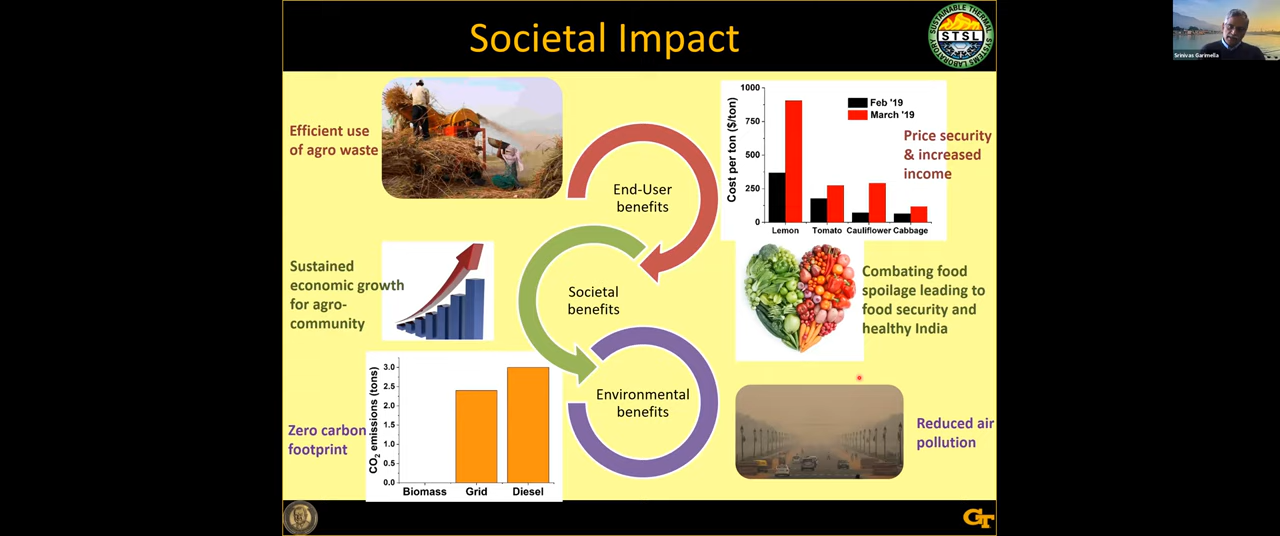 Societal Impact
SUSTAINABLE THERMAL
SYSTEMS LABORATORY
STSL
Srinivas Garimella
Efficient use
of agro waste
End-User
benefits
Cost per ton ($/ton)
1000
750
500
250
0
Feb '19
March '19
Lemon Tomato Cauliflower Cabbage
Price security
& increased
income
Sustained
economic growth
for agro-
community
Societal
benefits
Combating food
spoilage leading to
food security and
healthy India
Zero carbon
footprint
CO2 emissions (tons)
3.0
2.5
2.0
1.5
1.0
0.5
0.0
Biomass Grid Diesel
Environmental
benefits
Reduced air
pollution
GT